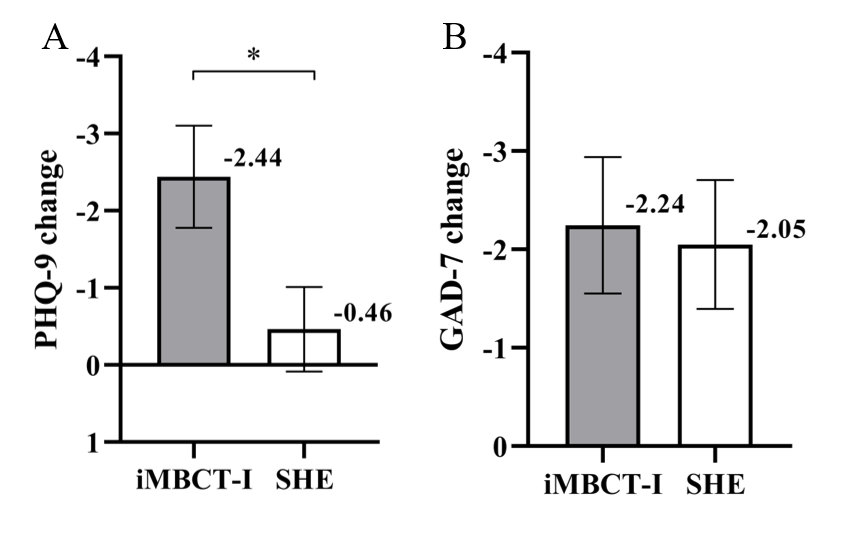 A
PHQ-9 change
-4
-3
-2
-1
0
1
*
-2.44
-0.46
iMBCT-I SHE
B
GAD-7 change
-4
-3
-2
-1
0
-2.24
-2.05
iMBCT-I SHE